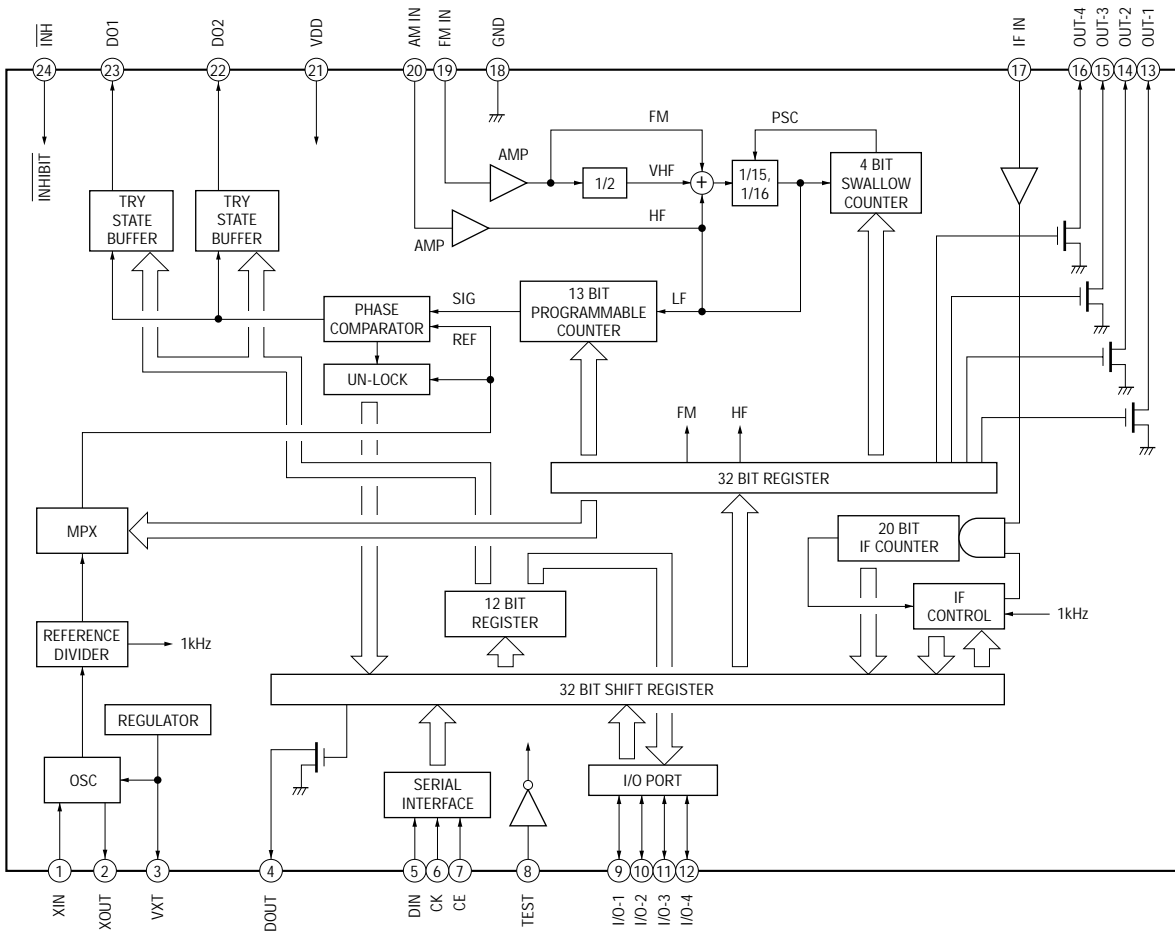 INH
DO1
DO2
VDD
AM IN
FM IN
GND
IF IN
OUT-4
OUT-3
OUT-2
OUT-1
24
23
22
21
20
19
18
17
16
15
14
13
INHIBIT
TRY
STATE
BUFFER
TRY
STATE
BUFFER
AMP
AMP
FM
1/2
VHF
+
HF
PSC
1/15,
1/16
4 BIT
SWALLOW
COUNTER
PHASE
COMPARATOR
SIG
REF
13 BIT
PROGRAMMABLE
COUNTER
LF
UN-LOCK
FM
HF
32 BIT REGISTER
MPX
20 BIT
IF COUNTER
12 BIT
REGISTER
IF
CONTROL
1kHz
REFERENCE
DIVIDER
1kHz
32 BIT SHIFT REGISTER
REGULATOR
OSC
SERIAL
INTERFACE
I/O PORT
1
2
3
4
5
6
7
8
9
10
11
12
XIN
XOUT
VXT
DOUT
DIN
CK
CE
TEST
I/O-1
I/O-2
I/O-3
I/O-4